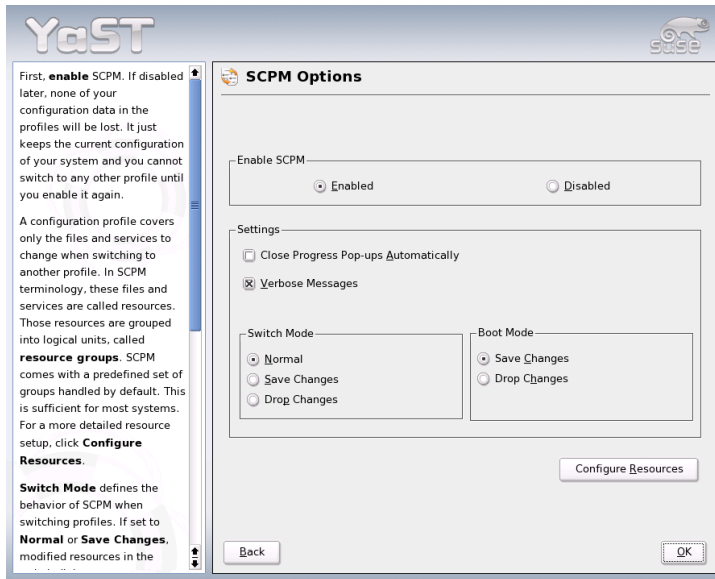 YaST
SUSE
First, enable SCPM. If disabled
later, none of your
configuration data in the
profiles will be lost. It just
keeps the current configuration
of your system and you cannot
switch to any other profile until
you enable it again.
A configuration profile covers
only the files and services to
change when switching to
another profile. In SCPM
terminology, these files and
services are called resources.
Those resources are grouped
into logical units, called
resource groups. SCPM
comes with a predefined set of
groups handled by default. This
is sufficient for most systems.
For a more detailed resource
setup, click Configure
Resources.
Switch Mode defines the
behavior of SCPM when
switching profiles. If set to
Normal or Save Changes,
modified resources in the
SCPM Options
Enable SCPM
Enabled
Disabled
Settings
Close Progress Pop-ups Automatically
Verbose Messages
Switch Mode
Normal
Save Changes
Drop Changes
Boot Mode
Save Changes
Drop Changes
Configure Resources
Back
OK